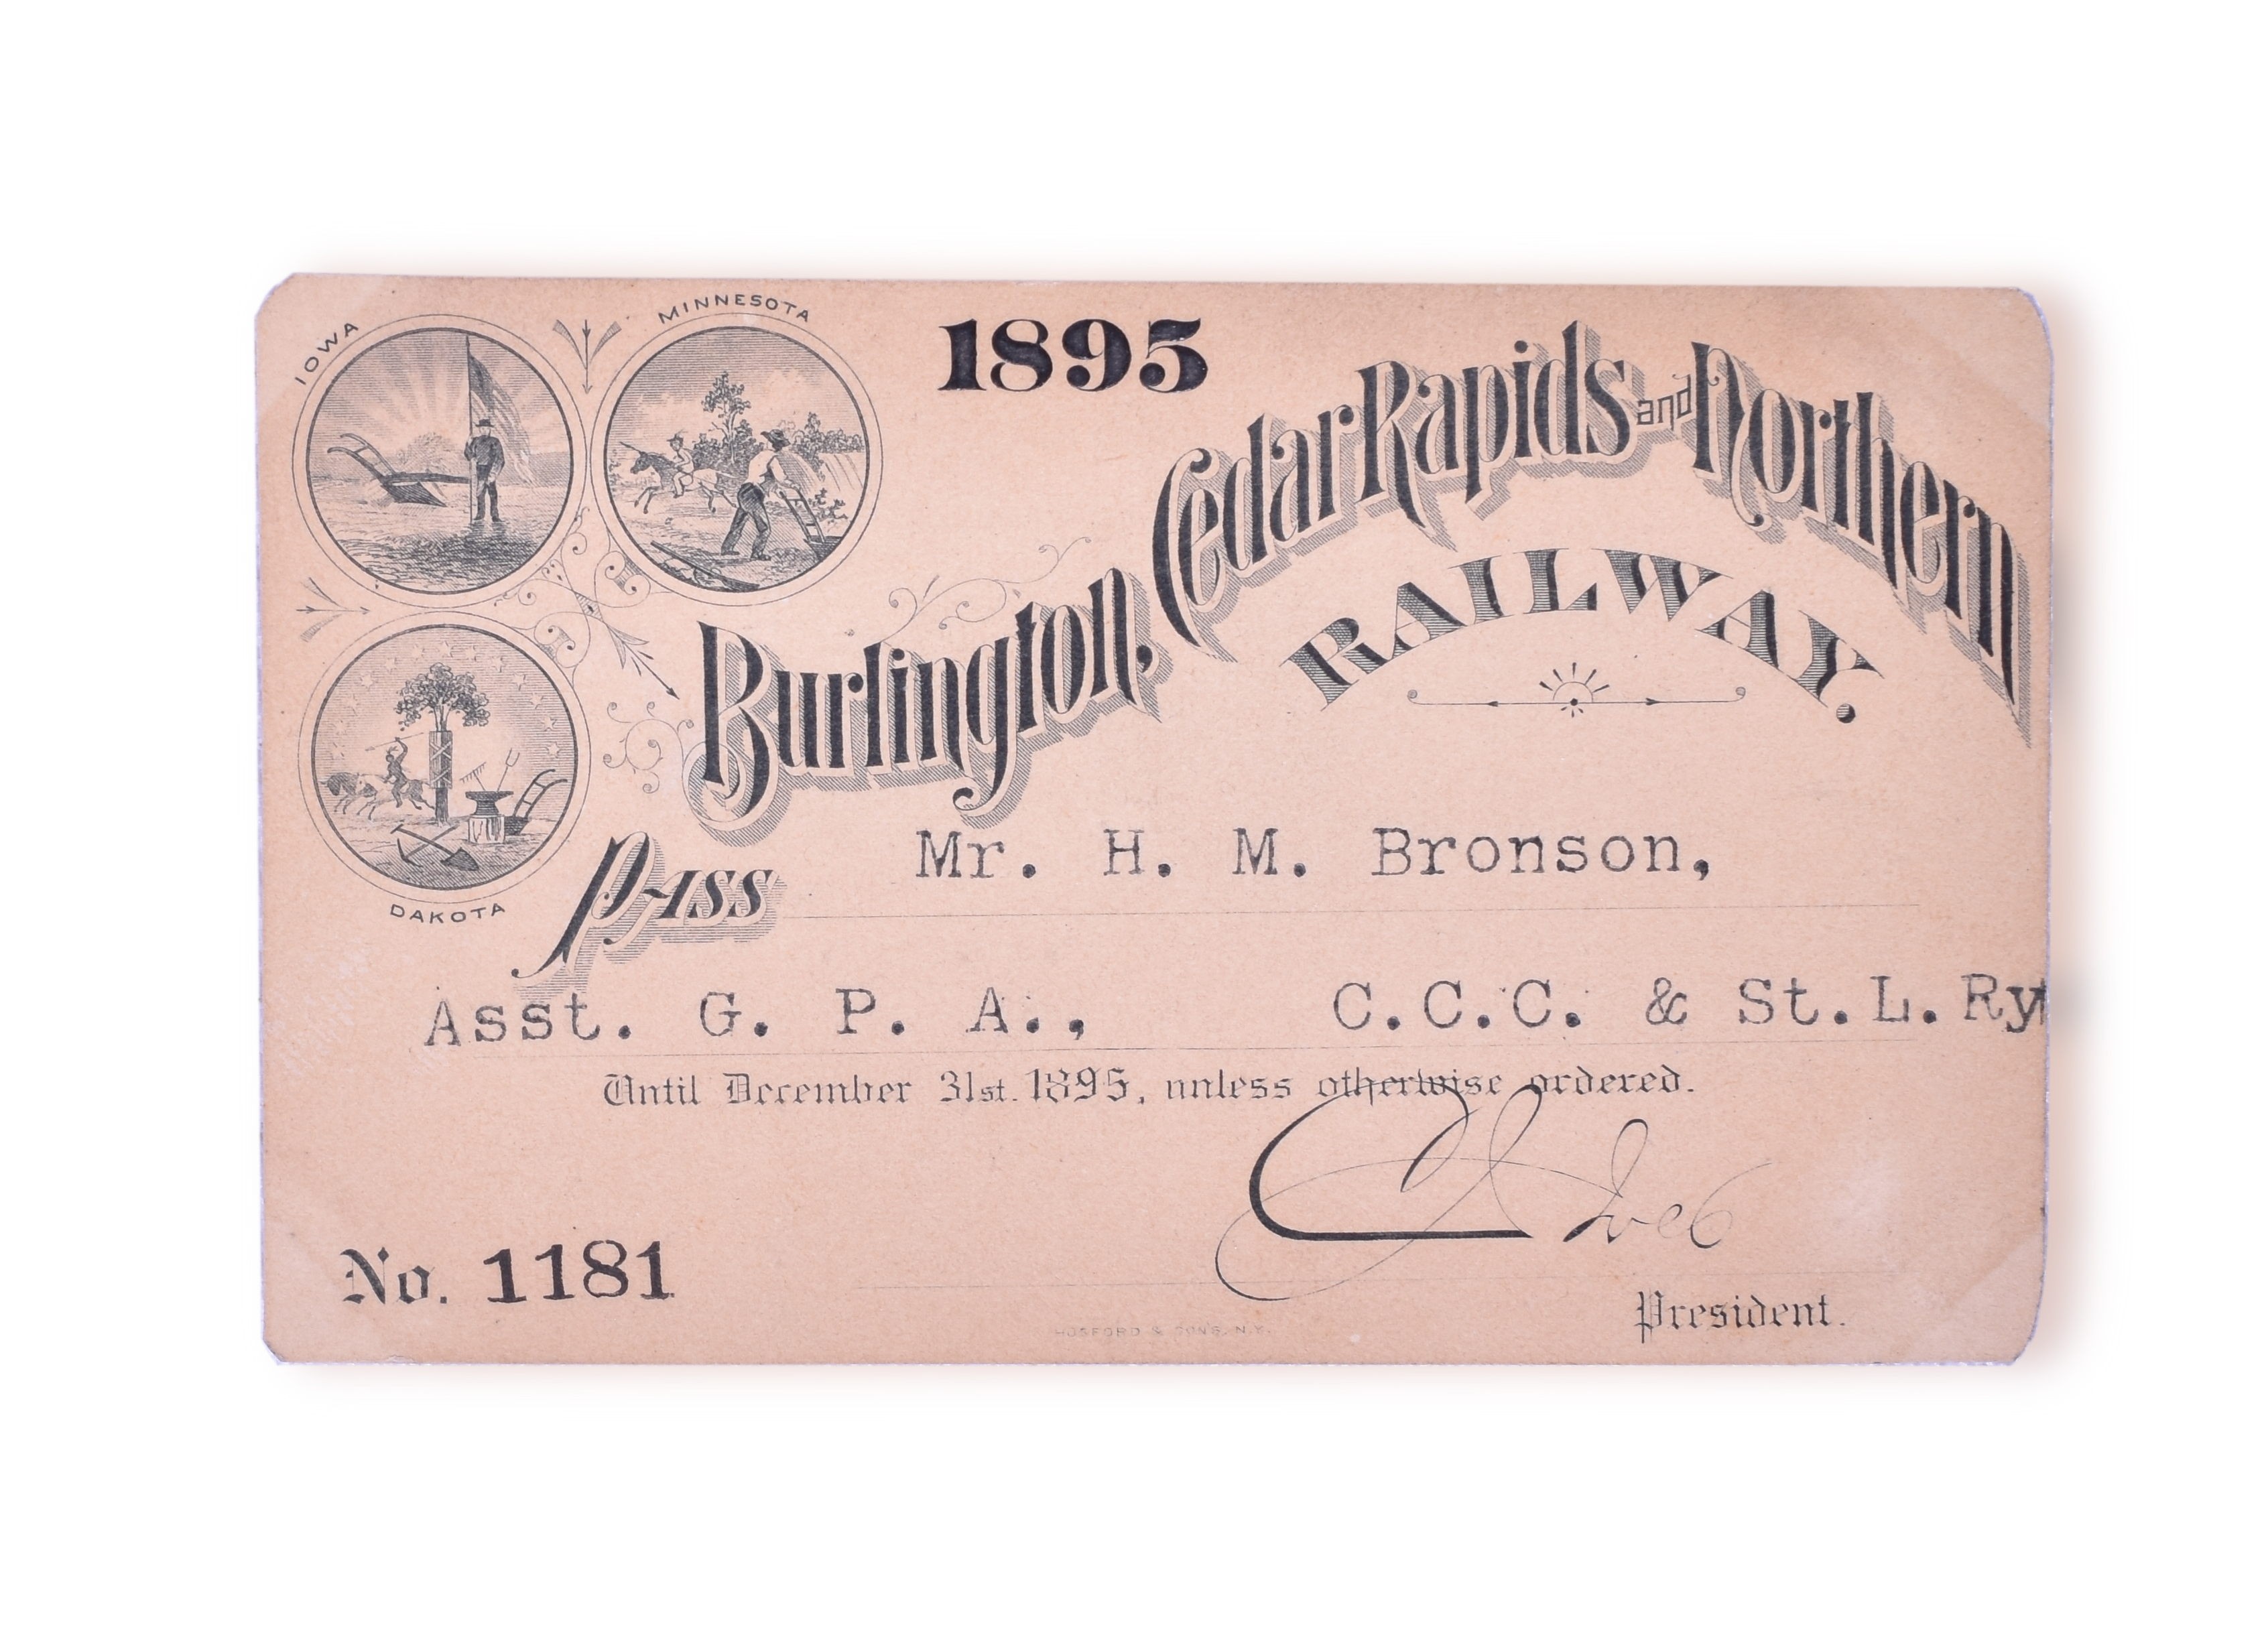 IOWA
MINNESOTA
DAKOTA
1895
Burlington, Cedar Rapids and Northern
RAILWAY.
PASS Mr. H. M. Bronson,
Asst. G. P. A., C.C.C. & St.L.Ry
Until December 31st. 1895, unless otherwise ordered.
C J Ives
No. 1181
President.
HOSFORD & SONS, N.Y.